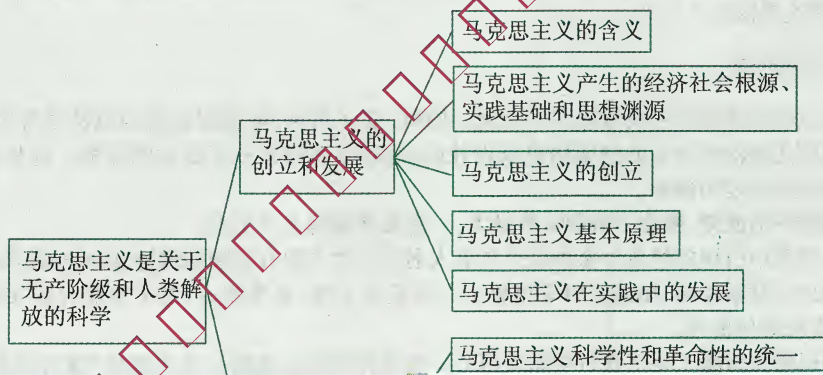 马克思主义的含义
马克思主义产生的经济社会根源、
实践基础和思想渊源
马克思主义的
创立和发展
马克思主义的创立
马克思主义基本原理
马克思主义是关于
无产阶级和人类解
放的科学
马克思主义在实践中的发展
马克思主义科学性和革命性的统一